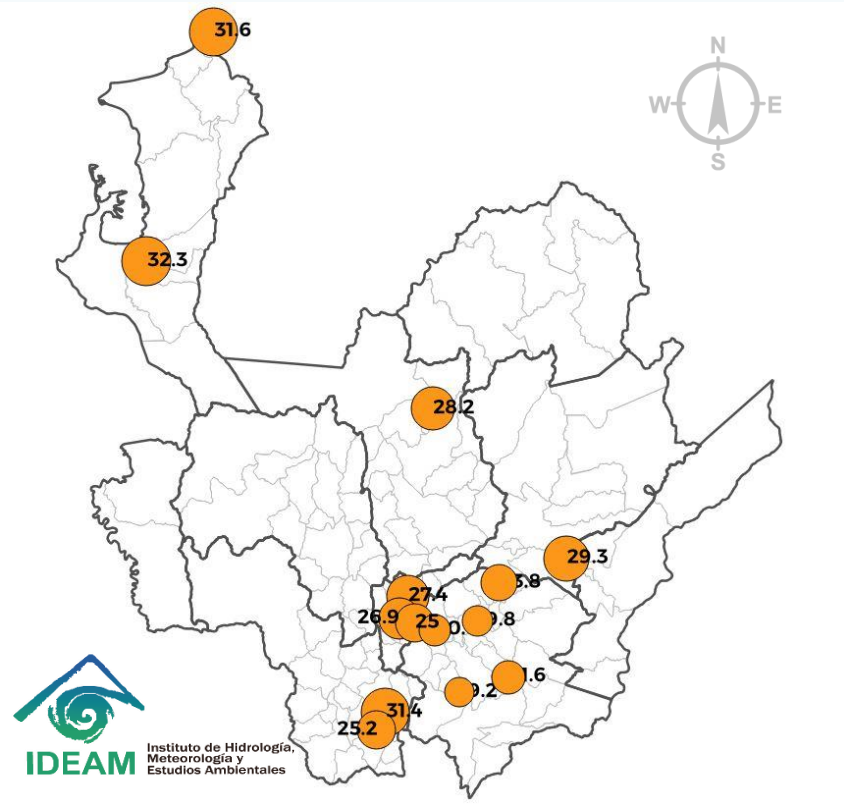 31.6
N
W E
S
32.3
28.2
29.3
27.4
26.9
25
31.4
25.2
IDEAM
Instituto de Hidrología,
Meteorología y
Estudios Ambientales